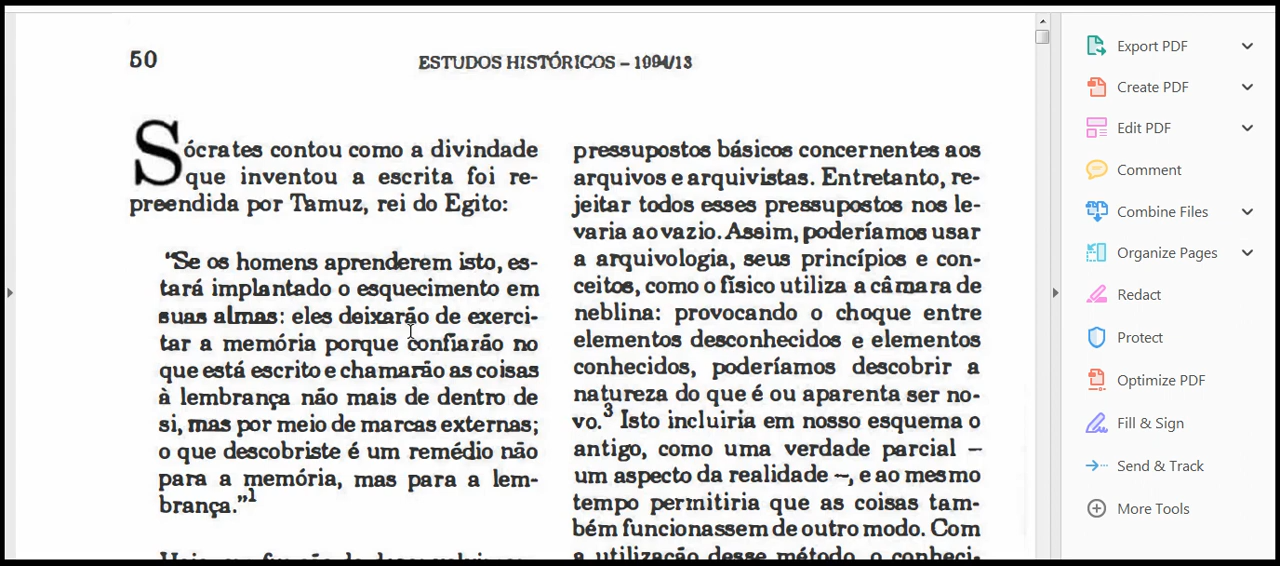 50
ESTUDOS HISTÓRICOS – 1994/13
Sócrates contou como a divindade
que inventou a escrita foi re-
preendida por Tamuz, rei do Egito:
“Se os homens aprenderem isto, es-
tará implantado o esquecimento em
suas almas: eles deixarão de exerci-
tar a memória porque confiarão no
que está escrito e chamarão as coisas
à lembrança não mais de dentro de
si, mas por meio de marcas externas;
o que descobriste é um remédio não
para a memória, mas para a lem-
brança.”1
pressupostos básicos concernentes aos
arquivos e arquivistas. Entretanto, re-
jeitar todos esses pressupostos nos le-
varia ao vazio. Assim, poderíamos usar
a arquivologia, seus princípios e con-
ceitos, como o físico utiliza a câmara de
neblina: provocando o choque entre
elementos desconhecidos e elementos
conhecidos, poderíamos descobrir a
natureza do que é ou aparenta ser no-
vo.3 Isto incluiria em nosso esquema o
antigo, como uma verdade parcial –
um aspecto da realidade –, e ao mesmo
tempo permitiria que as coisas tam-
bém funcionassem de outro modo. Com
a utilização desse método, o conheci-
Export PDF
Create PDF
Edit PDF
Comment
Combine Files
Organize Pages
Redact
Protect
Optimize PDF
Fill & Sign
Send & Track
More Tools